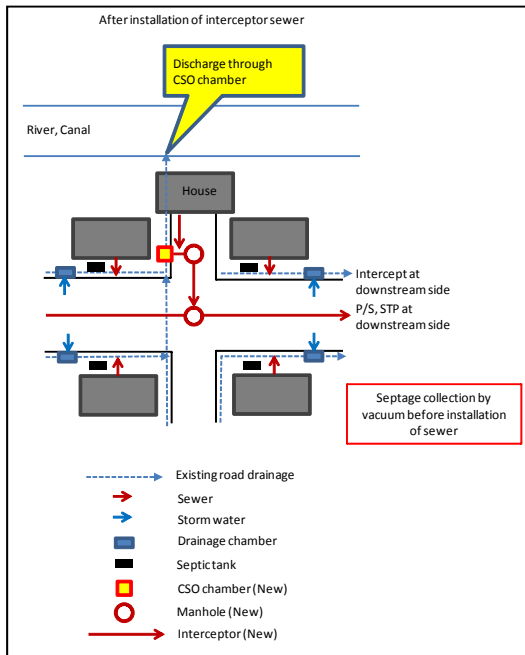 After installation of interceptor sewer
Discharge through
CSO chamber
River, Canal
House
Intercept at
downstream side
P/S, STP at
downstream side
Septage collection by
vacuum before installation
of sewer
Existing road drainage
Sewer
Storm water
Drainage chamber
Septic tank
CSO chamber (New)
Manhole (New)
Interceptor (New)